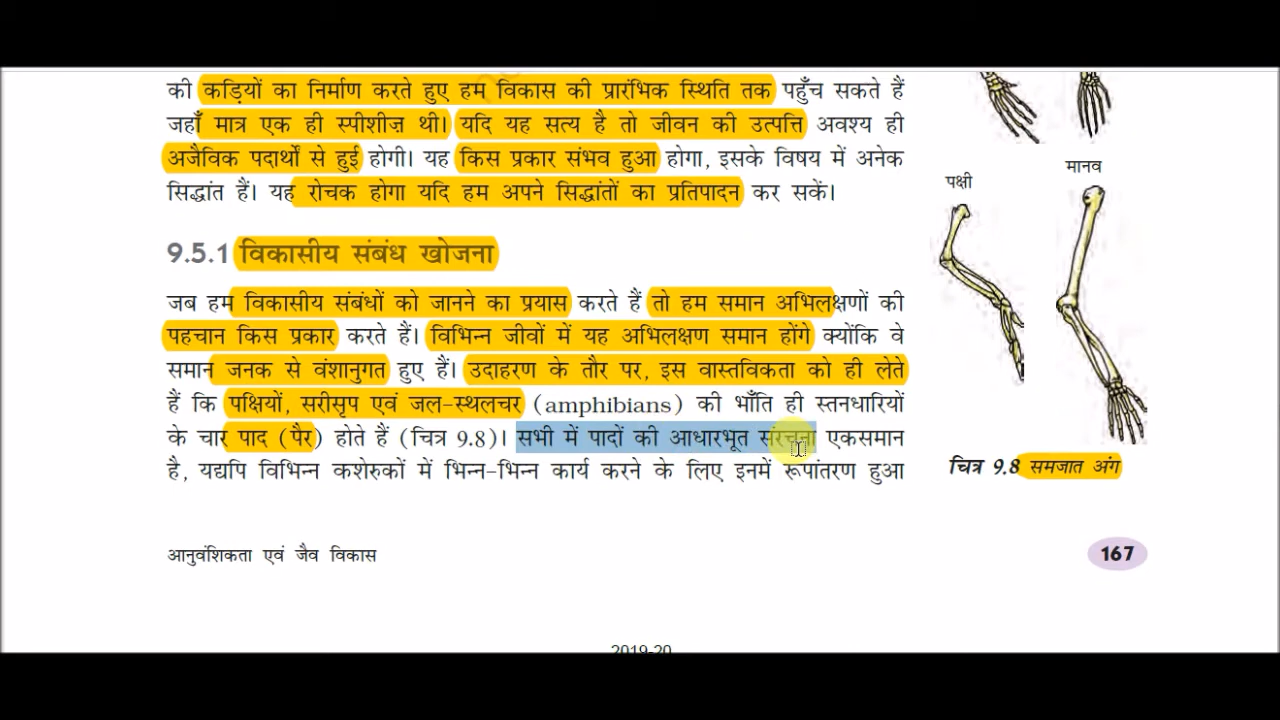 की कड़ियों का निर्माण करते हुए हम विकास की प्रारंभिक स्थिति तक पहुँच सकते हैं
जहाँ मात्र एक ही स्पीशीज़ थी। यदि यह सत्य है तो जीवन की उत्पत्ति अवश्य ही
अजैविक पदार्थों से हुई होगी। यह किस प्रकार संभव हुआ होगा, इसके विषय में अनेक
सिद्धांत हैं। यह रोचक होगा यदि हम अपने सिद्धांतों का प्रतिपादन कर सकें।
9.5.1 विकासीय संबंध खोजना
जब हम विकासीय संबंधों को जानने का प्रयास करते हैं तो हम समान अभिलक्षणों की
पहचान किस प्रकार करते हैं। विभिन्न जीवों में यह अभिलक्षण समान होंगे क्योंकि वे
समान जनक से वंशानुगत हुए हैं। उदाहरण के तौर पर, इस वास्तविकता को ही लेते
हैं कि पक्षियों, सरीसृप एवं जल-स्थलचर (amphibians) की भाँति ही स्तनधारियों
के चार पाद (पैर) होते हैं (चित्र 9.8)। सभी में पादों की आधारभूत संरचना एकसमान
है, यद्यपि विभिन्न कशेरुकों में भिन्न-भिन्न कार्य करने के लिए इनमें रूपांतरण हुआ
पक्षी
मानव
चित्र 9.8 समजात अंग
आनुवंशिकता एवं जैव विकास
167
2019-20